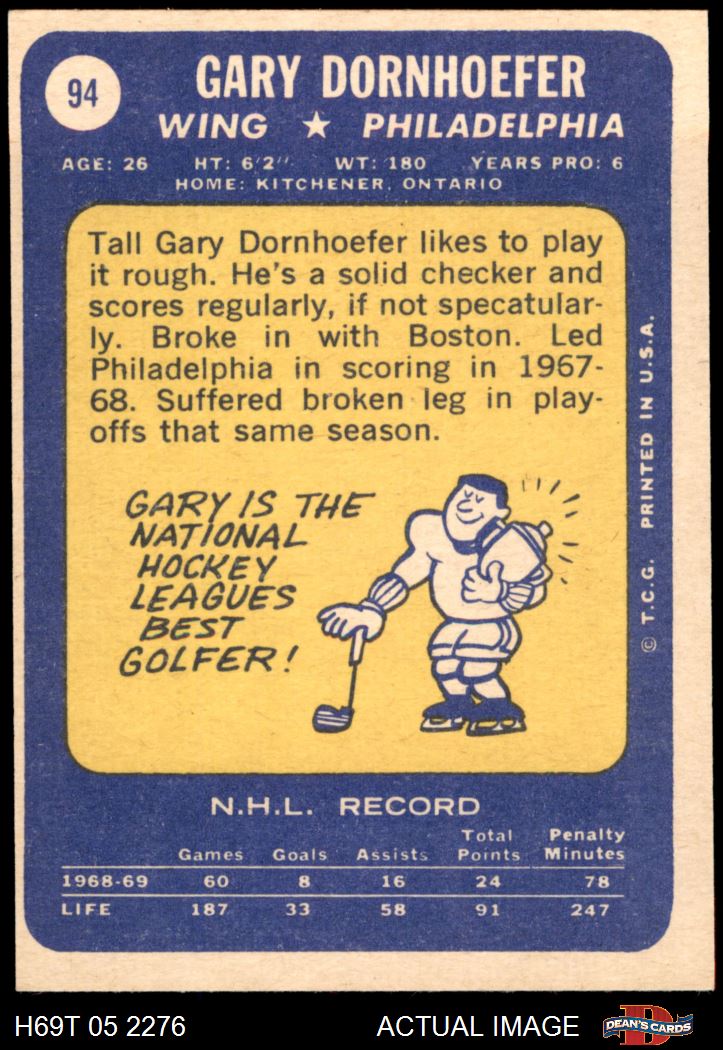 94
GARY DORNHOEFER
WING ★ PHILADELPHIA
AGE: 26 HT: 6'2" WT: 180 YEARS PRO: 6
HOME: KITCHENER, ONTARIO
Tall Gary Dornhoefer likes to play
it rough. He's a solid checker and
scores regularly, if not specatular-
ly. Broke in with Boston. Led
Philadelphia in scoring in 1967-
68. Suffered broken leg in play-
offs that same season.
GARY IS THE
NATIONAL
HOCKEY
LEAGUES
BEST
GOLFER!
© T.C.G. PRINTED IN U.S.A.
N.H.L. RECORD
Total Penalty
Games Goals Assists Points Minutes
1968-69 60 8 16 24 78
LIFE 187 33 58 91 247
H69T 05 2276 ACTUAL IMAGE
D
DEAN'S CARDS